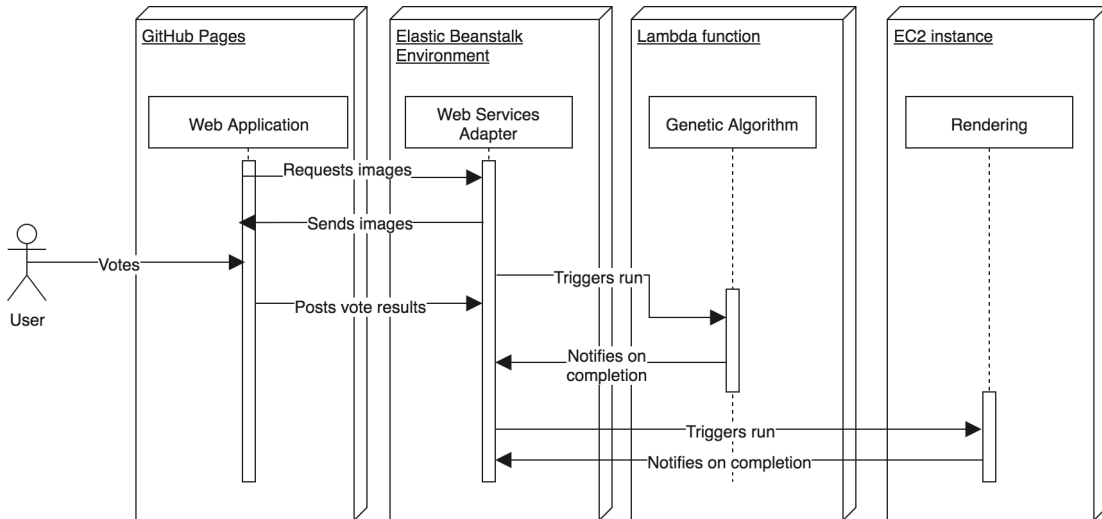 GitHub Pages
Elastic Beanstalk
Environment
Lambda function
EC2 instance
Web Application
Web Services
Adapter
Genetic Algorithm
Rendering
Requests images
Sends images
Votes
User
Triggers run
Posts vote results
Notifies on
completion
Triggers run
Notifies on completion